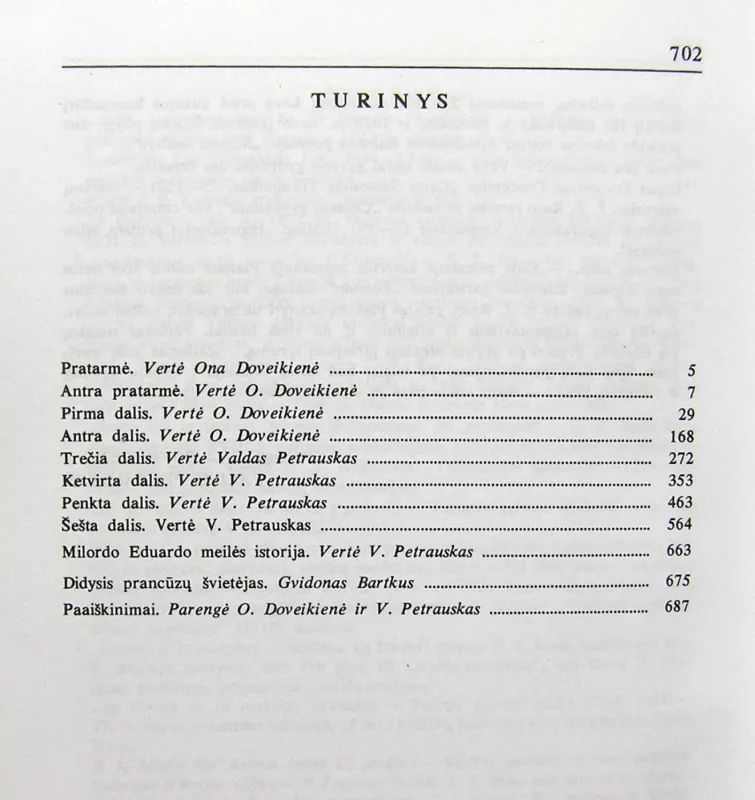 702
TURINYS
Pratarmė. Vertė Ona Doveikienė ........ 5
Antra pratarmė. Vertė O. Doveikienė ........ 7
Pirma dalis. Vertė O. Doveikienė ........ 29
Antra dalis. Vertė O. Doveikienė ........ 168
Trečia dalis. Vertė Valdas Petrauskas ........ 272
Ketvirta dalis. Vertė V. Petrauskas ........ 353
Penkta dalis. Vertė V. Petrauskas ........ 463
Šešta dalis. Vertė V. Petrauskas ........ 564
Milordo Eduardo meilės istorija. Vertė V. Petrauskas ........ 663
Didysis prancūzų švietėjas. Gvidonas Bartkus ........ 675
Paaiškinimai. Parengė O. Doveikienė ir V. Petrauskas ........ 687